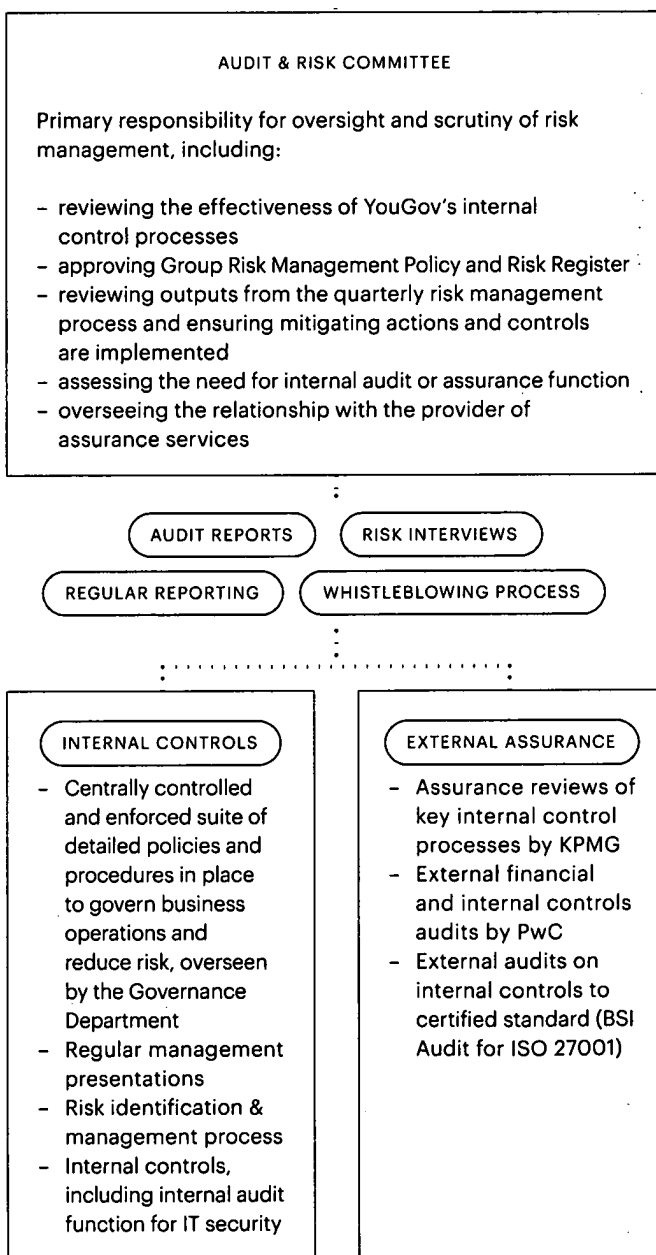 AUDIT & RISK COMMITTEE
Primary responsibility for oversight and scrutiny of risk
management, including:
– reviewing the effectiveness of YouGov's internal
control processes
– approving Group Risk Management Policy and Risk Register
– reviewing outputs from the quarterly risk management
process and ensuring mitigating actions and controls
are implemented
– assessing the need for internal audit or assurance function
– overseeing the relationship with the provider of
assurance services
AUDIT REPORTS
RISK INTERVIEWS
REGULAR REPORTING
WHISTLEBLOWING PROCESS
INTERNAL CONTROLS
– Centrally controlled
and enforced suite of
detailed policies and
procedures in place
to govern business
operations and
reduce risk, overseen
by the Governance
Department
– Regular management
presentations
– Risk identification &
management process
– Internal controls,
including internal audit
function for IT security
EXTERNAL ASSURANCE
– Assurance reviews of
key internal control
processes by KPMG
– External financial
and internal controls
audits by PwC
– External audits on
internal controls to
certified standard (BSI
Audit for ISO 27001)